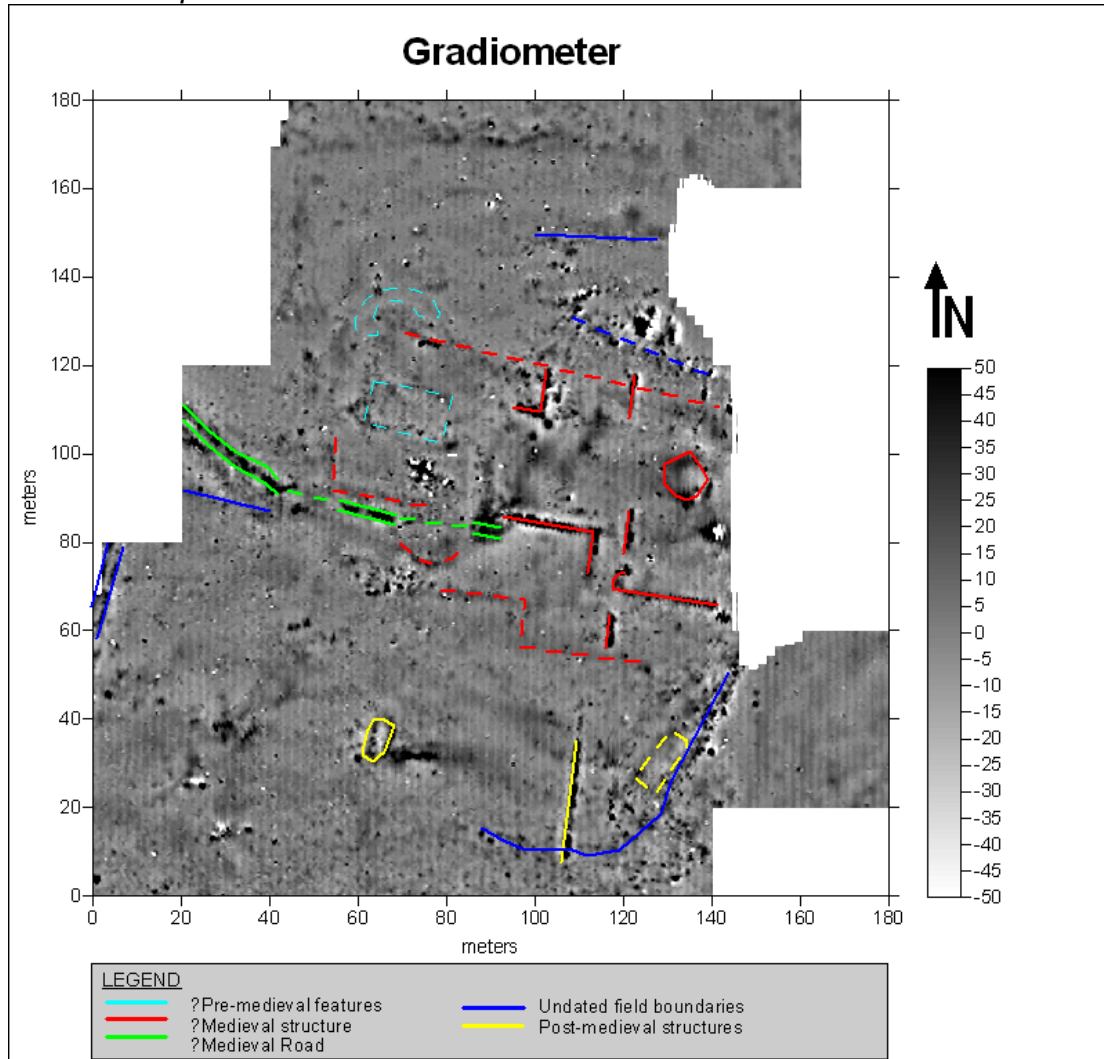 Gradiometer
180
160
140
120
100
80
60
40
20
0
meters
0 20 40 60 80 100 120 140 160 180
meters
N
50
45
40
35
30
25
20
15
10
5
0
-5
-10
-15
-20
-25
-30
-35
-40
-45
-50
LEGEND
?Pre-medieval features
?Medieval structure
?Medieval Road
Undated field boundaries
Post-medieval structures